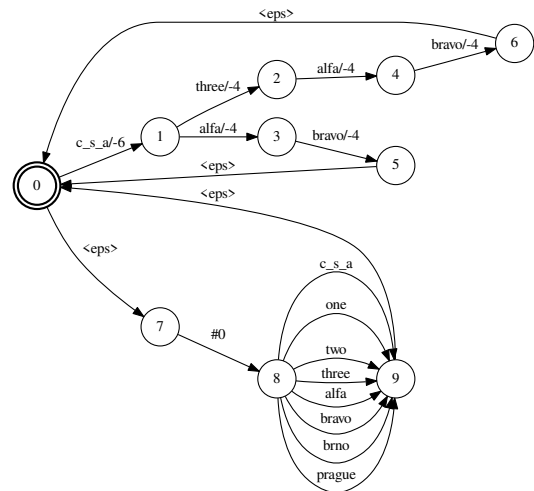 <eps>
6
bravo/-4
2
alfa/-4
4
three/-4
c_s_a/-6
1
alfa/-4
3
bravo/-4
5
<eps>
0
<eps>
<eps>
c_s_a
7
one
#0
two
8
three
9
alfa
bravo
brno
prague